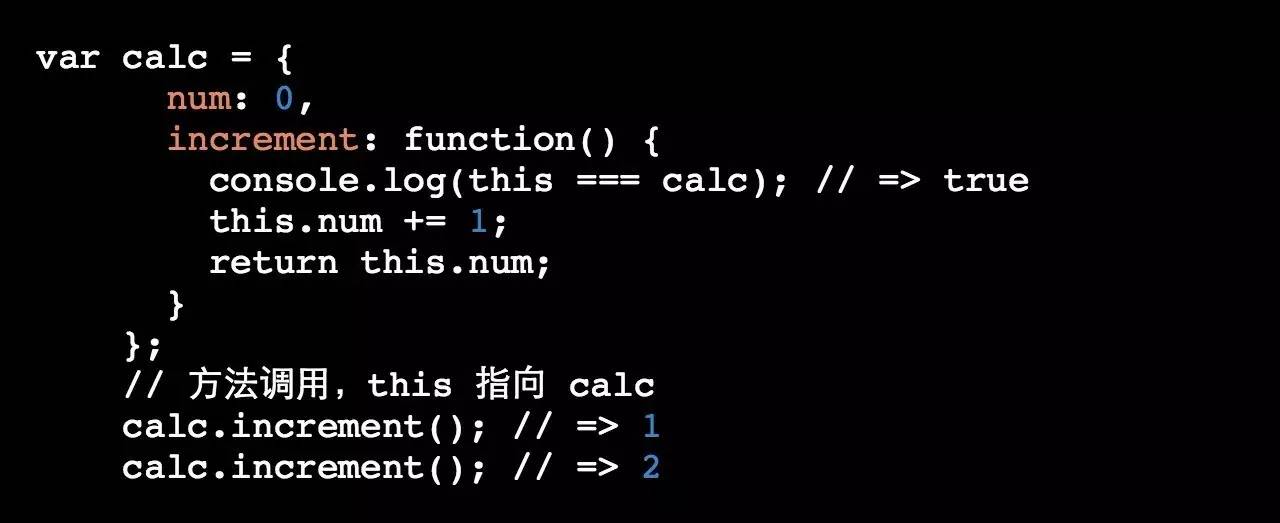 var calc = {
num: 0,
increment: function() {
console.log(this === calc); // => true
this.num += 1;
return this.num;
}
};
// 方法调用，this 指向 calc
calc.increment(); // => 1
calc.increment(); // => 2